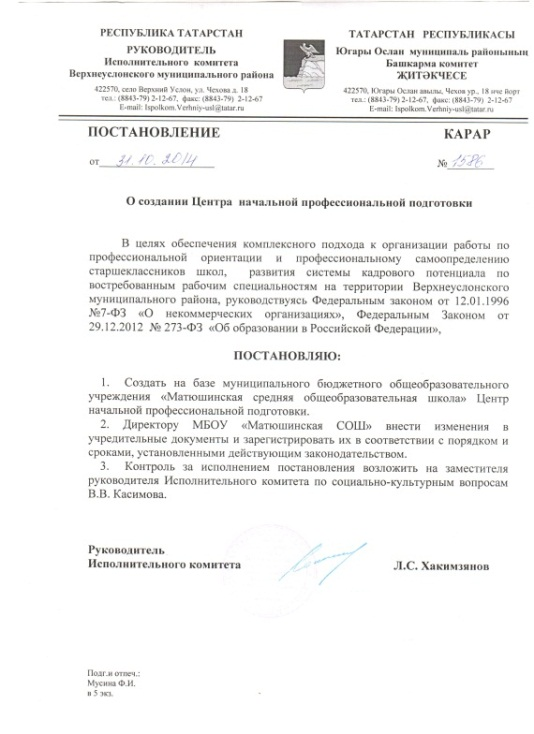 РЕСПУБЛИКА ТАТАРСТАН
РУКОВОДИТЕЛЬ
Исполнительного комитета
Верхнеуслонского муниципального района
422570, село Верхний Услон, ул. Чехова д. 18
тел.: (8843-79) 2-12-67, факс: (8843-79) 2-12-67
E-mail: Ispolkom.Verhniy-usl@tatar.ru
ТАТАРСТАН РЕСПУБЛИКАСЫ
Югары Ослан муниципаль районының
Башкарма комитет
ҖИТӘКЧЕСЕ
422570, Югары Ослан авылы, Чехов ур., 18 нче йорт
тел.: (8843-79) 2-12-67, факс: (8843-79) 2-12-67
E-mail: Ispolkom.Verhniy-usl@tatar.ru
ПОСТАНОВЛЕНИЕ
КАРАР
от 31.10.2014
№ 1586
О создании Центра начальной профессиональной подготовки
В целях обеспечения комплексного подхода к организации работы по
профессиональной ориентации и профессиональному самоопределению
старшеклассников школ, развития системы кадрового потенциала по
востребованным рабочим специальностям на территории Верхнеуслонского
муниципального района, руководствуясь Федеральным законом от 12.01.1996
№7-ФЗ «О некоммерческих организациях», Федеральным Законом от
29.12.2012 № 273-ФЗ «Об образовании в Российской Федерации»,
ПОСТАНОВЛЯЮ:
1. Создать на базе муниципального бюджетного общеобразовательного
учреждения «Матюшинская средняя общеобразовательная школа» Центр
начальной профессиональной подготовки.
2. Директору МБОУ «Матюшинская СОШ» внести изменения в
учредительные документы и зарегистрировать их в соответствии с порядком и
сроками, установленными действующим законодательством.
3. Контроль за исполнением постановления возложить на заместителя
руководителя Исполнительного комитета по социально-культурным вопросам
В.В. Касимова.
Руководитель
Исполнительного комитета
Л.С. Хакимзянов
Подг.и отвеч.:
Мусина Ф.И.
в 5 экз.